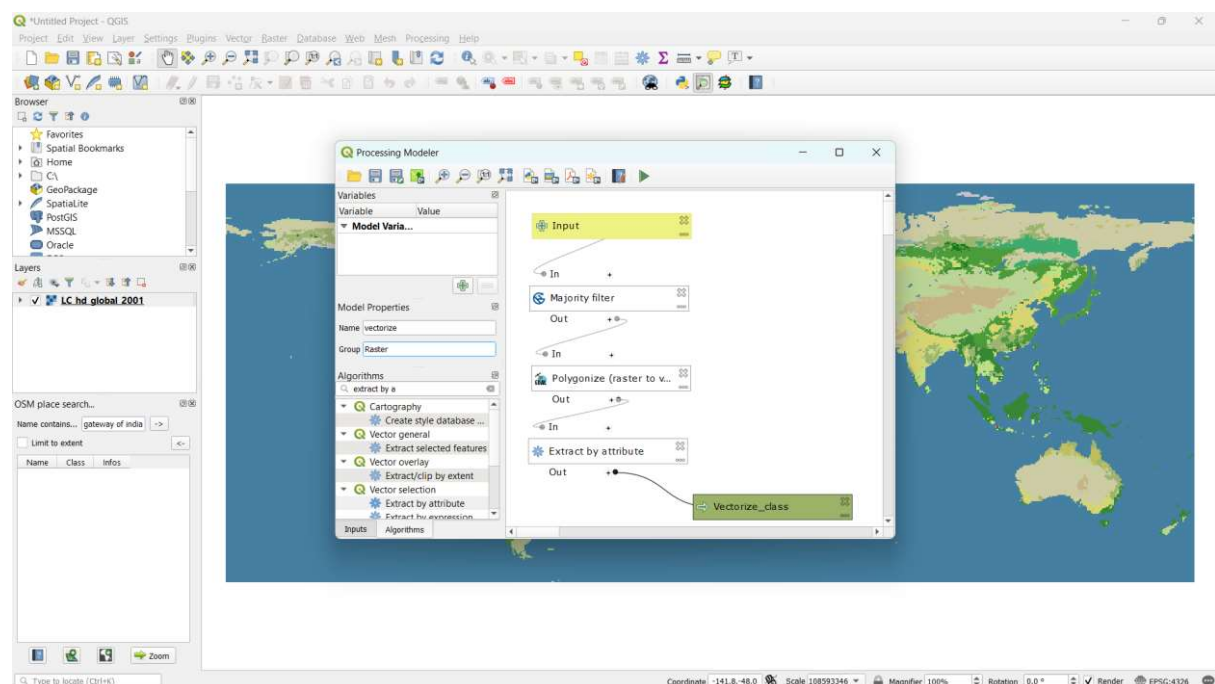 *Untitled Project - QGIS
Project Edit View Layer Settings Plugins Vector Raster Database Web Mesh Processing Help
Browser
Favorites
Spatial Bookmarks
Home
C:\
GeoPackage
SpatiaLite
PostGIS
MSSQL
Oracle
Layers
LC hd global 2001
OSM place search...
Name contains... gateway of india ->
Limit to extent <-
Name Class Infos
Zoom
Processing Modeler
Variables
Variable Value
Model Varia...
Model Properties
Name vectorize
Group Raster
Algorithms
extract by a
Cartography
Create style database ...
Vector general
Extract selected features
Vector overlay
Extract/clip by extent
Vector selection
Extract by attribute
Extract by expression
Inputs Algorithms
Input
In +
Majority filter
Out +
In +
Polygonize (raster to v...
Out +
In +
Extract by attribute
Out +
Vectorize_class
Type to locate (Ctrl+K)
Coordinate -141.8,-48.0 Scale 108593346 Magnifier 100% Rotation 0.0 ° Render EPSG:4326